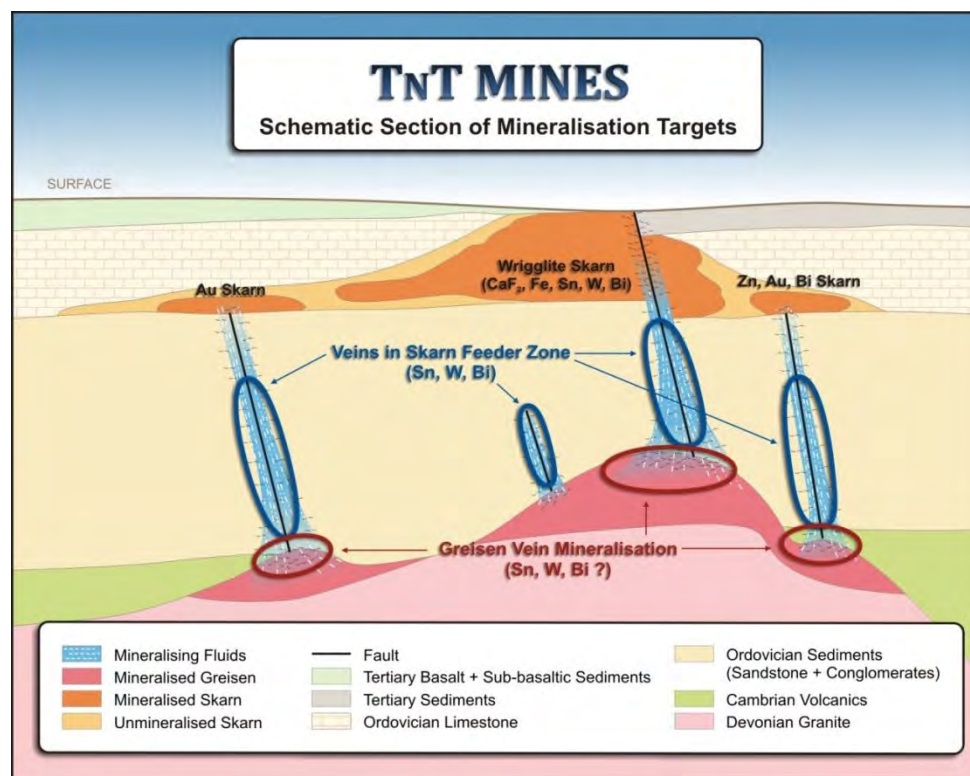 TNT MINES
Schematic Section of Mineralisation Targets
SURFACE
Au Skarn
Wrigglite Skarn
(CaF₂, Fe, Sn, W, Bi)
Zn, Au, Bi Skarn
Veins in Skarn Feeder Zone
(Sn, W, Bi)
Greisen Vein Mineralisation
(Sn, W, Bi ?)
Mineralising Fluids
Mineralised Greisen
Mineralised Skarn
Unmineralised Skarn
Fault
Tertiary Basalt + Sub-basaltic Sediments
Tertiary Sediments
Ordovician Limestone
Ordovician Sediments
(Sandstone + Conglomerates)
Cambrian Volcanics
Devonian Granite